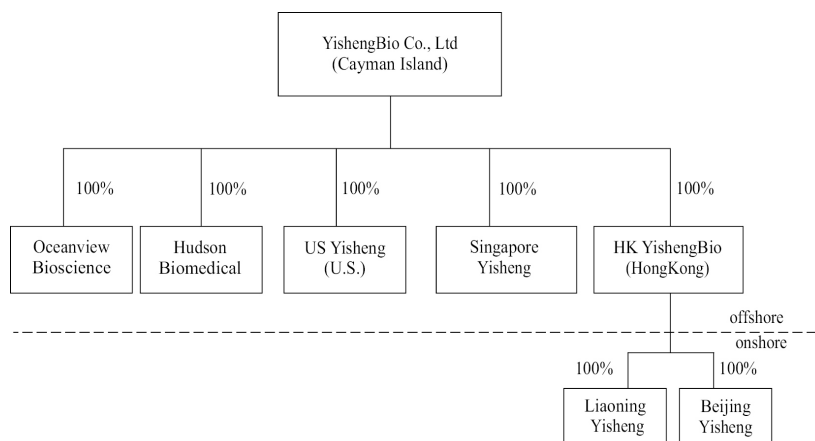 YishengBio Co., Ltd
(Cayman Island)
100%
100%
100%
100%
100%
Oceanview
Bioscience
Hudson
Biomedical
US Yisheng
(U.S.)
Singapore
Yisheng
HK YishengBio
(HongKong)
offshore
onshore
100%
100%
Liaoning
Yisheng
Beijing
Yisheng